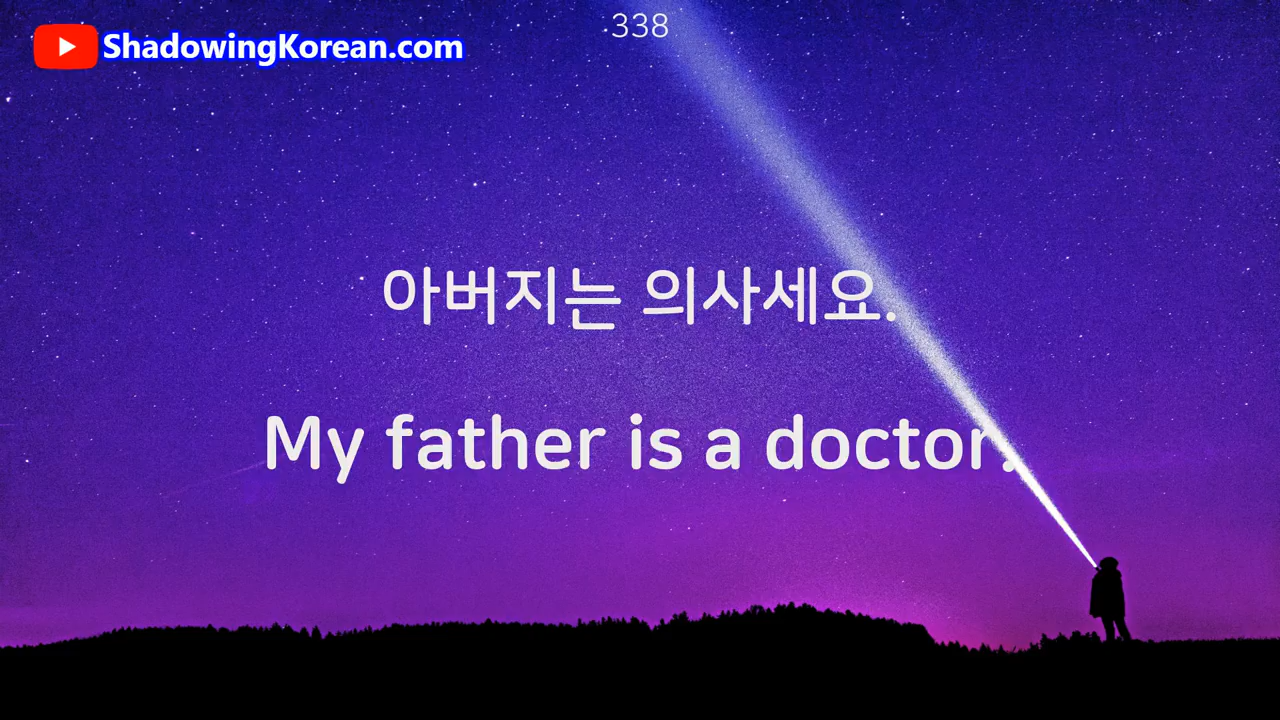 338
ShadowingKorean.com
아버지는 의사세요.
My father is a doctor.